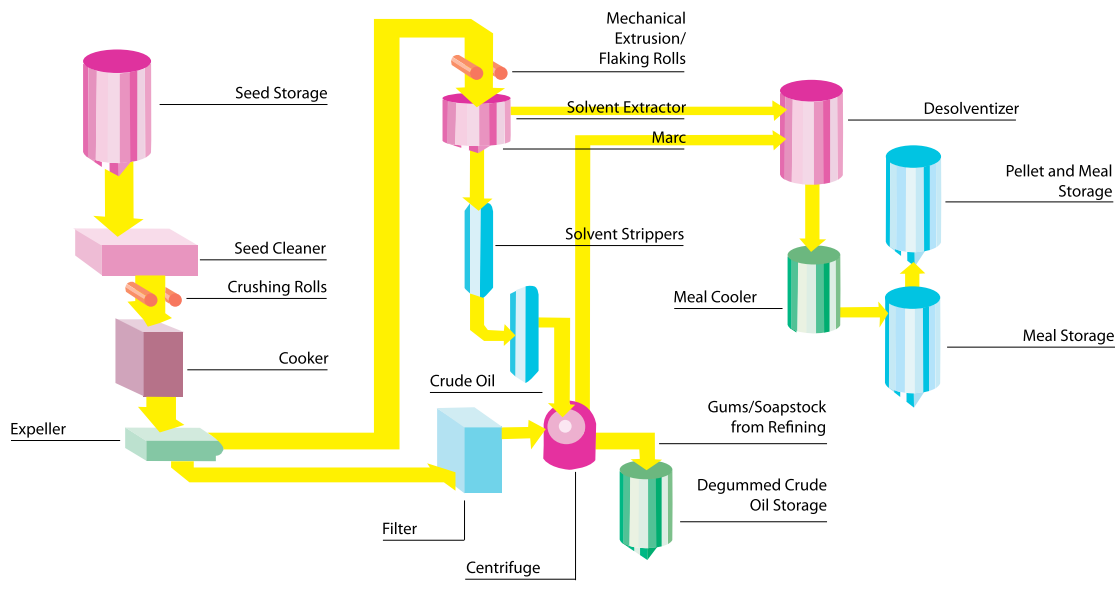 Mechanical
Extrusion/
Flaking Rolls
Seed Storage
Solvent Extractor
Desolventizer
Marc
Pellet and Meal
Storage
Solvent Strippers
Seed Cleaner
Crushing Rolls
Meal Cooler
Meal Storage
Cooker
Crude Oil
Gums/Soapstock
from Refining
Expeller
Degummed Crude
Oil Storage
Filter
Centrifuge